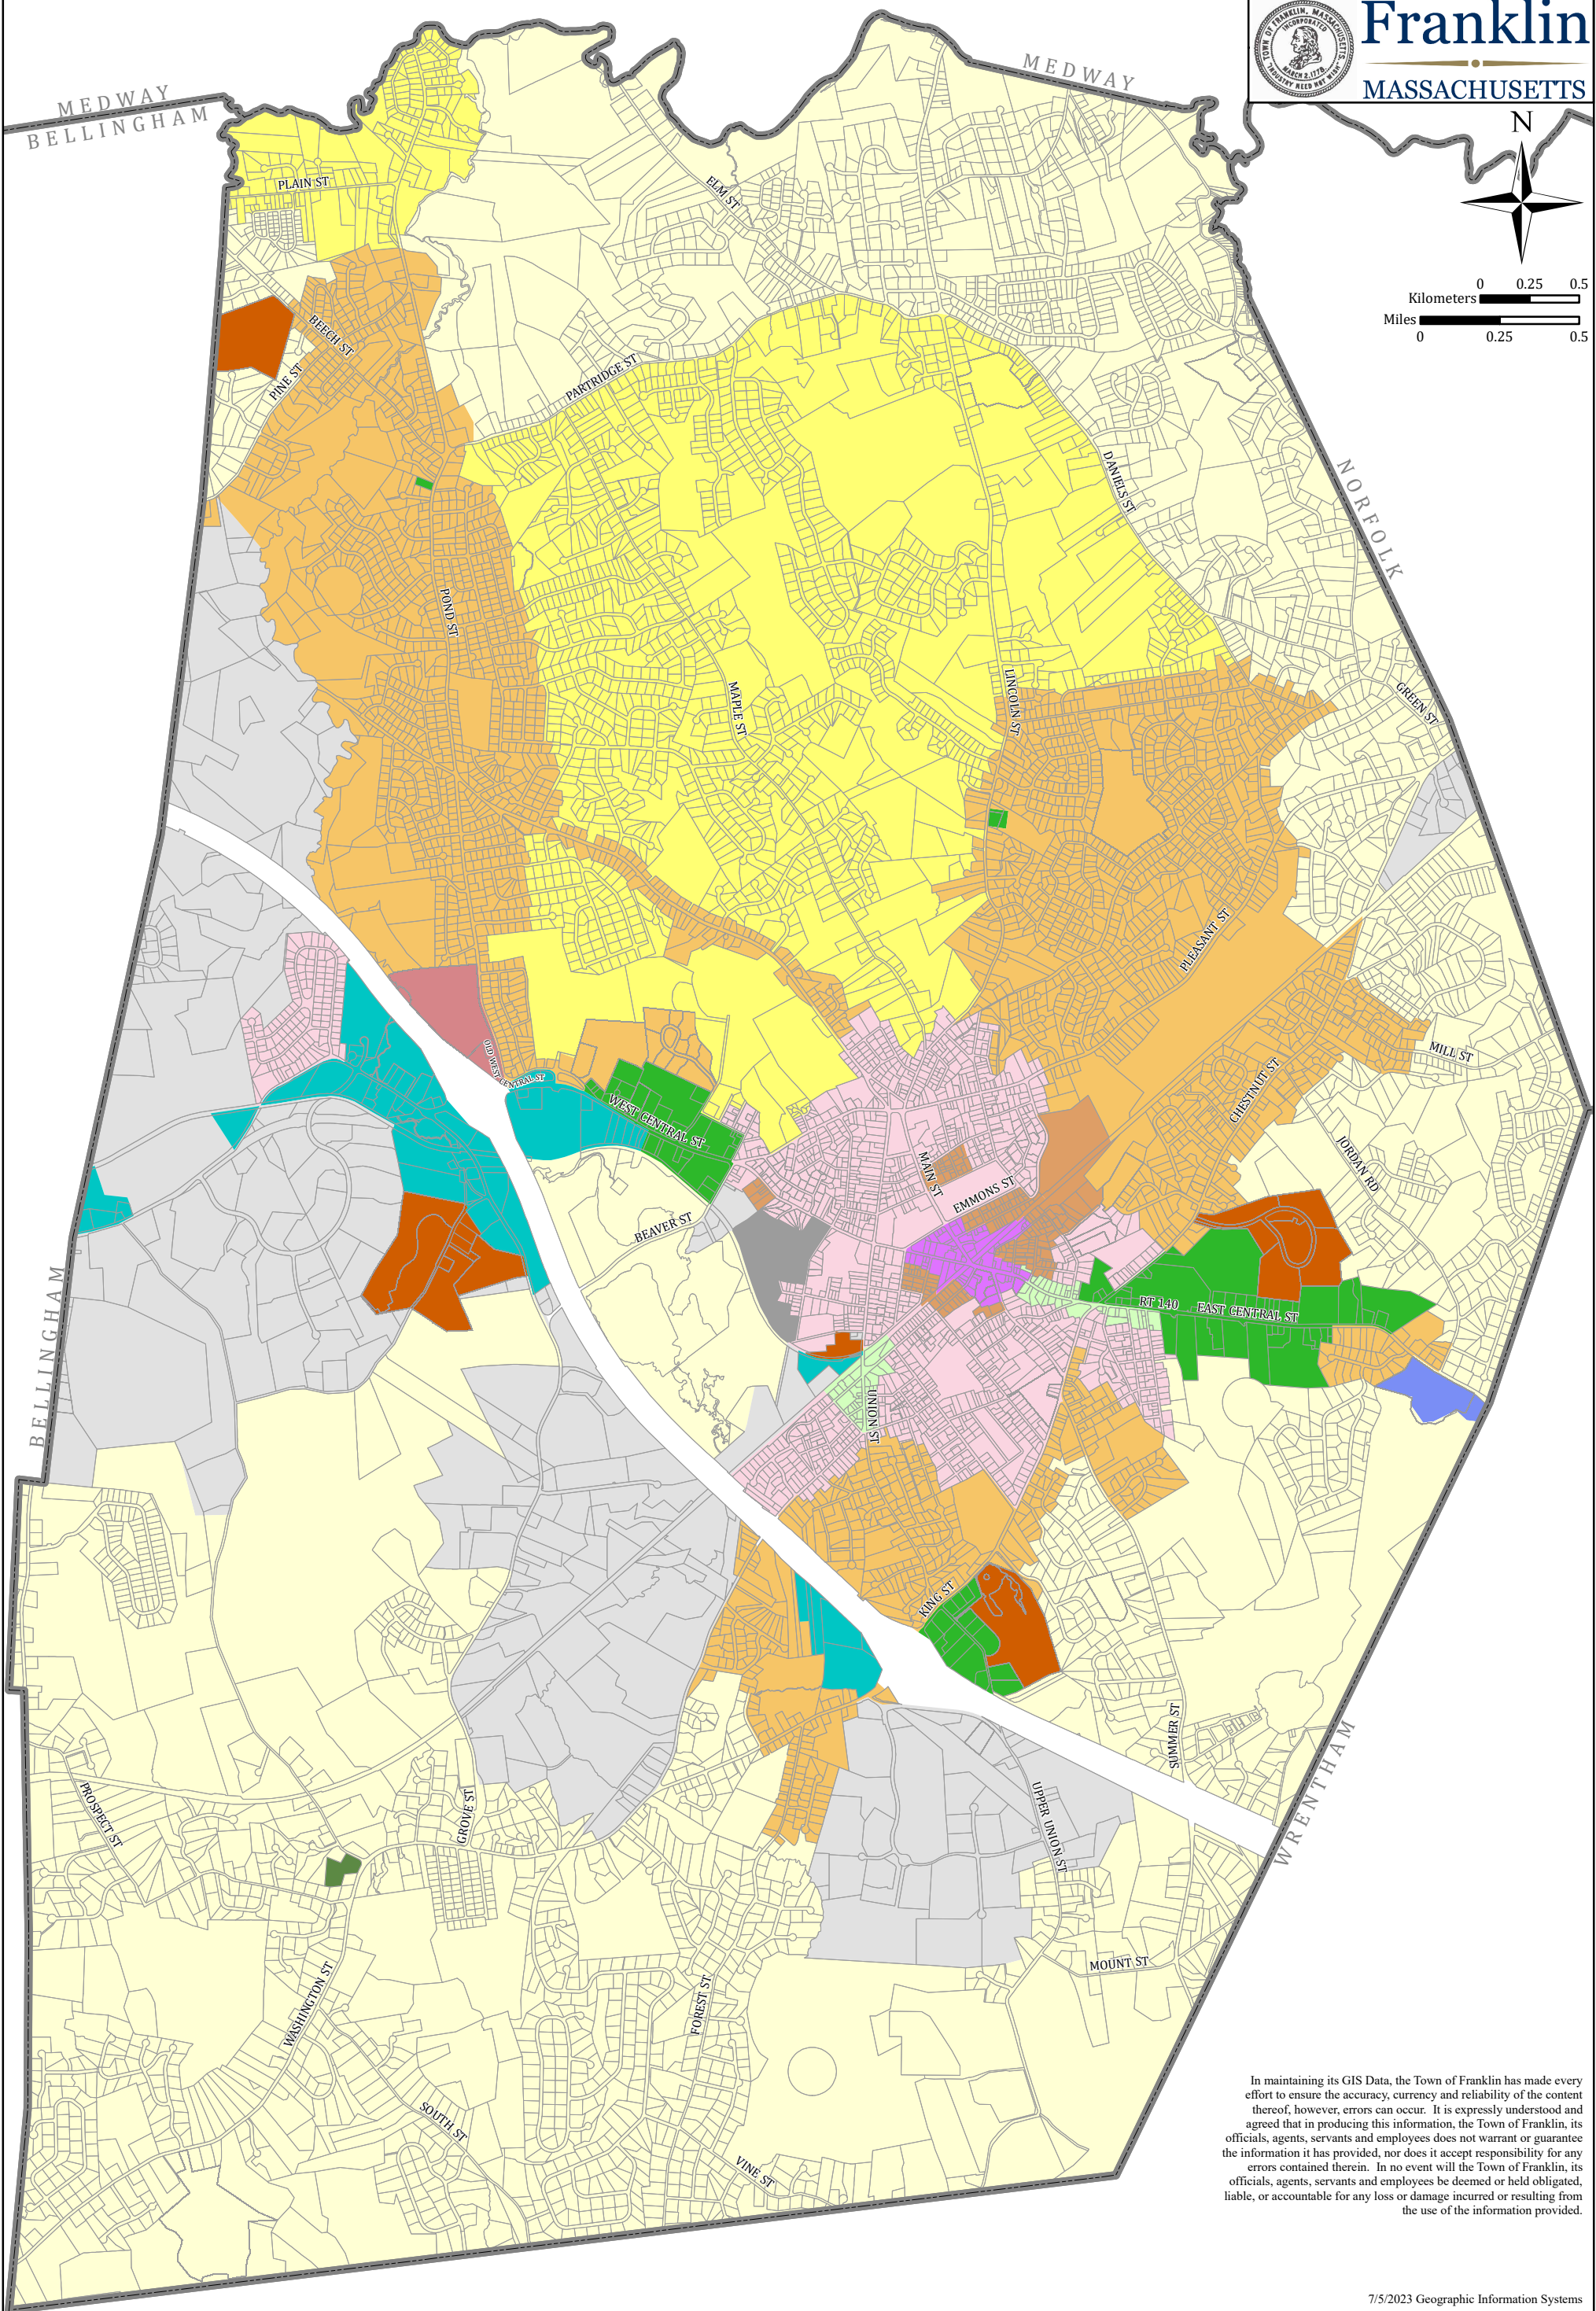 Franklin
MASSACHUSETTS
TOWN OF FRANKLIN, MASSACHUSETTS
INCORPORATED
MARCH 2, 1778
INDUSTRY NEED NOT WISH
MEDWAY
BELLINGHAM
MEDWAY
N
0 0.25 0.5
Kilometers
Miles
0 0.25 0.5
PLAIN ST
ELM ST
BEECH ST
PINE ST
PARTRIDGE ST
DANIELS ST
NORFOLK
POND ST
MAPLE ST
LINCOLN ST
GREEN ST
PLEASANT ST
OLD WEST CENTRAL ST
WEST CENTRAL ST
MILL ST
CHESTNUT ST
JORDAN RD
MAIN ST
EMMONS ST
BEAVER ST
BELLINGHAM
RT 140
EAST CENTRAL ST
UNION ST
KING ST
SUMMER ST
WRENTHAM
PROSPECT ST
GROVE ST
UPPER UNION ST
MOUNT ST
WASHINGTON ST
FOREST ST
SOUTH ST
VINE ST
In maintaining its GIS Data, the Town of Franklin has made every
effort to ensure the accuracy, currency and reliability of the content
thereof, however, errors can occur. It is expressly understood and
agreed that in producing this information, the Town of Franklin, its
officials, agents, servants and employees does not warrant or guarantee
the information it has provided, nor does it accept responsibility for any
errors contained therein. In no event will the Town of Franklin, its
officials, agents, servants and employees be deemed or held obligated,
liable, or accountable for any loss or damage incurred or resulting from
the use of the information provided.
7/5/2023 Geographic Information Systems